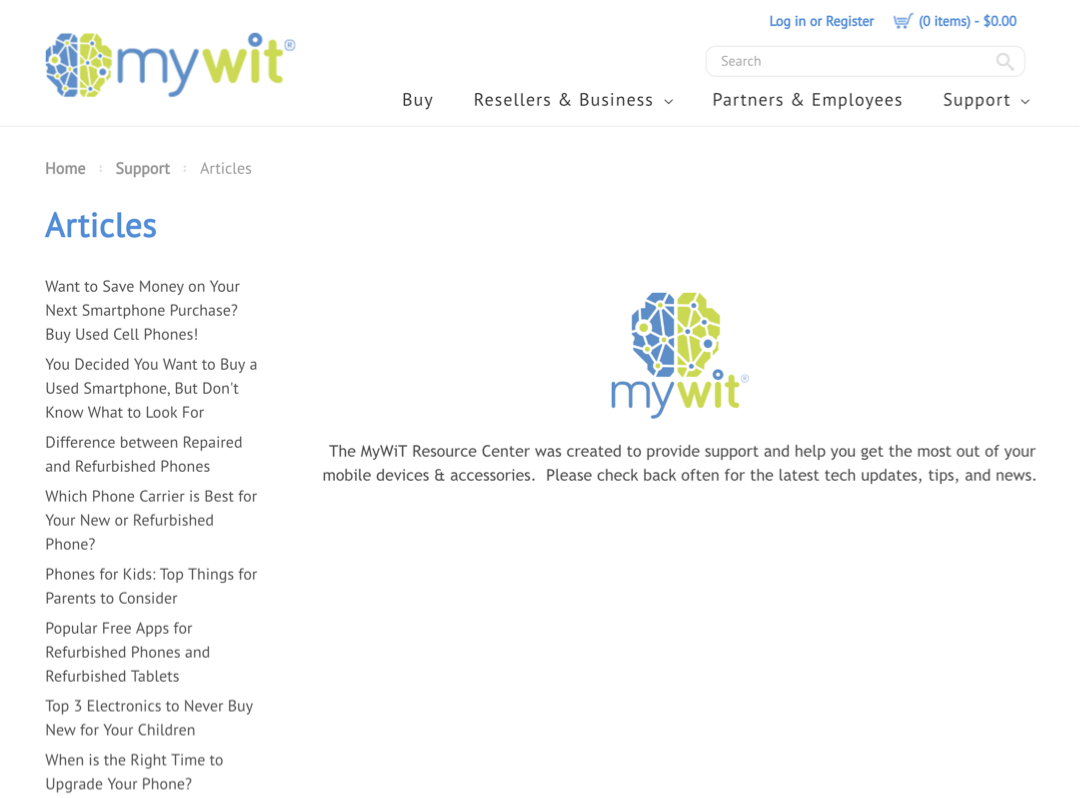 Log in or Register (0 items) - $0.00
mywit®
Search
Buy Resellers & Business Partners & Employees Support
Home : Support : Articles
Articles
Want to Save Money on Your
Next Smartphone Purchase?
Buy Used Cell Phones!
You Decided You Want to Buy a
Used Smartphone, But Don't
Know What to Look For
Difference between Repaired
and Refurbished Phones
Which Phone Carrier is Best for
Your New or Refurbished
Phone?
Phones for Kids: Top Things for
Parents to Consider
Popular Free Apps for
Refurbished Phones and
Refurbished Tablets
Top 3 Electronics to Never Buy
New for Your Children
When is the Right Time to
Upgrade Your Phone?
mywit®
The MyWiT Resource Center was created to provide support and help you get the most out of your
mobile devices & accessories. Please check back often for the latest tech updates, tips, and news.